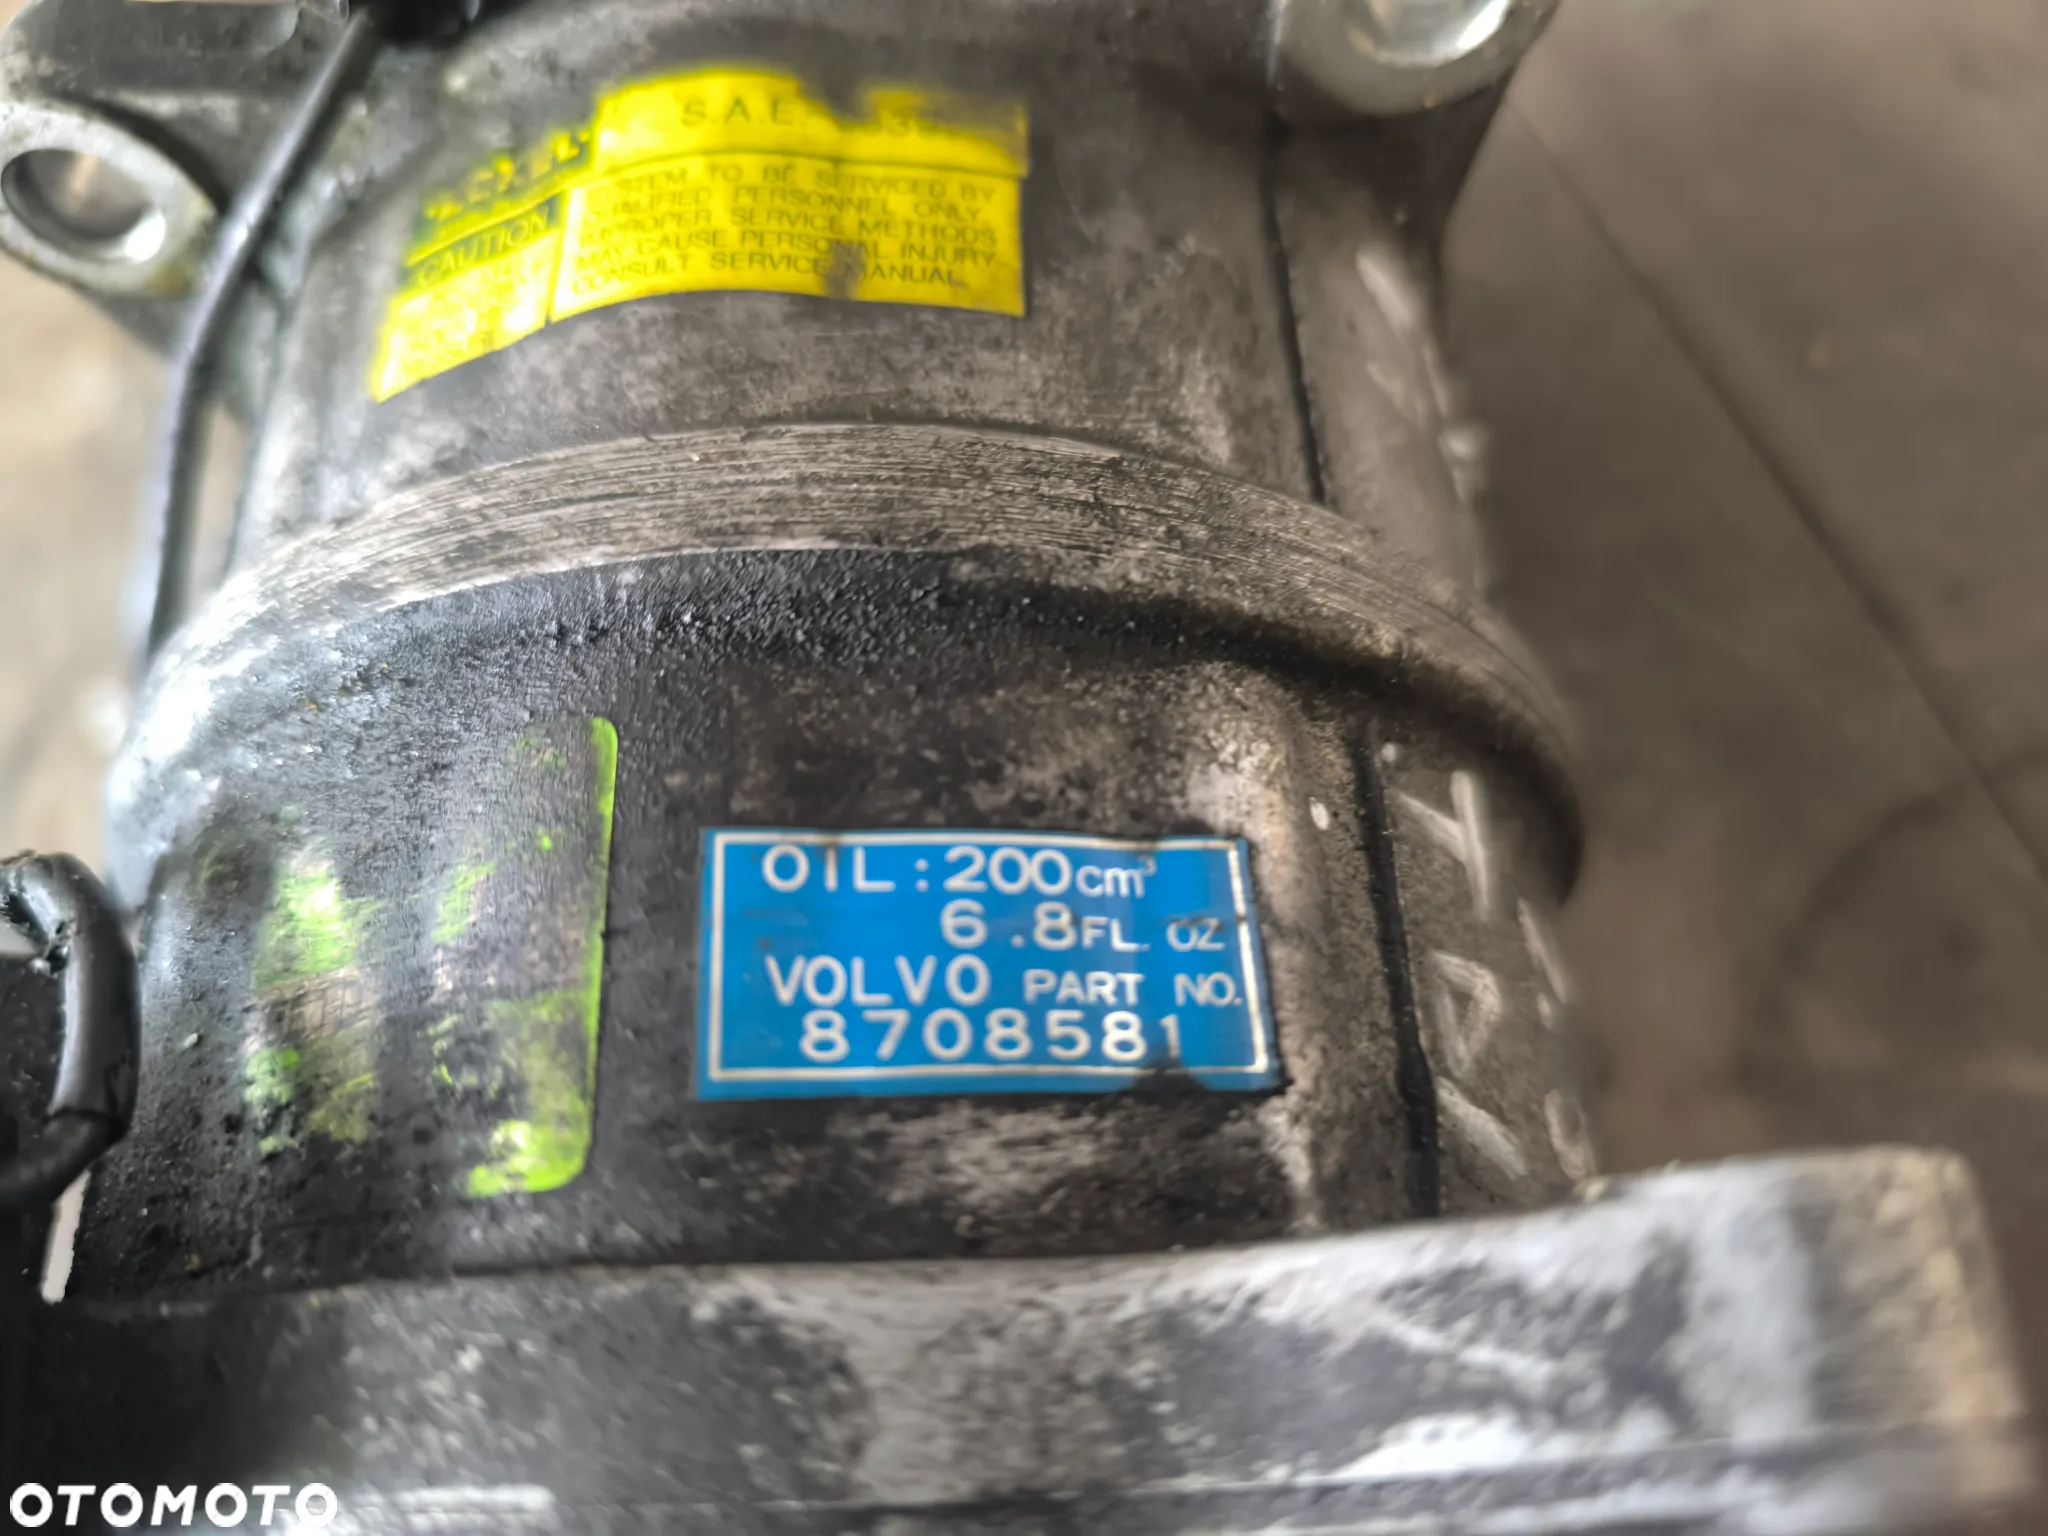 S.A.E.
ZEXEL
CAUTION
SYSTEM TO BE SERVICED BY
QUALIFIED PERSONNEL ONLY.
IMPROPER SERVICE METHODS
MAY CAUSE PERSONAL INJURY.
CONSULT SERVICE MANUAL.
OIL : 200cm³
6.8FL. OZ
VOLVO PART NO.
8708581
OTOMOTO